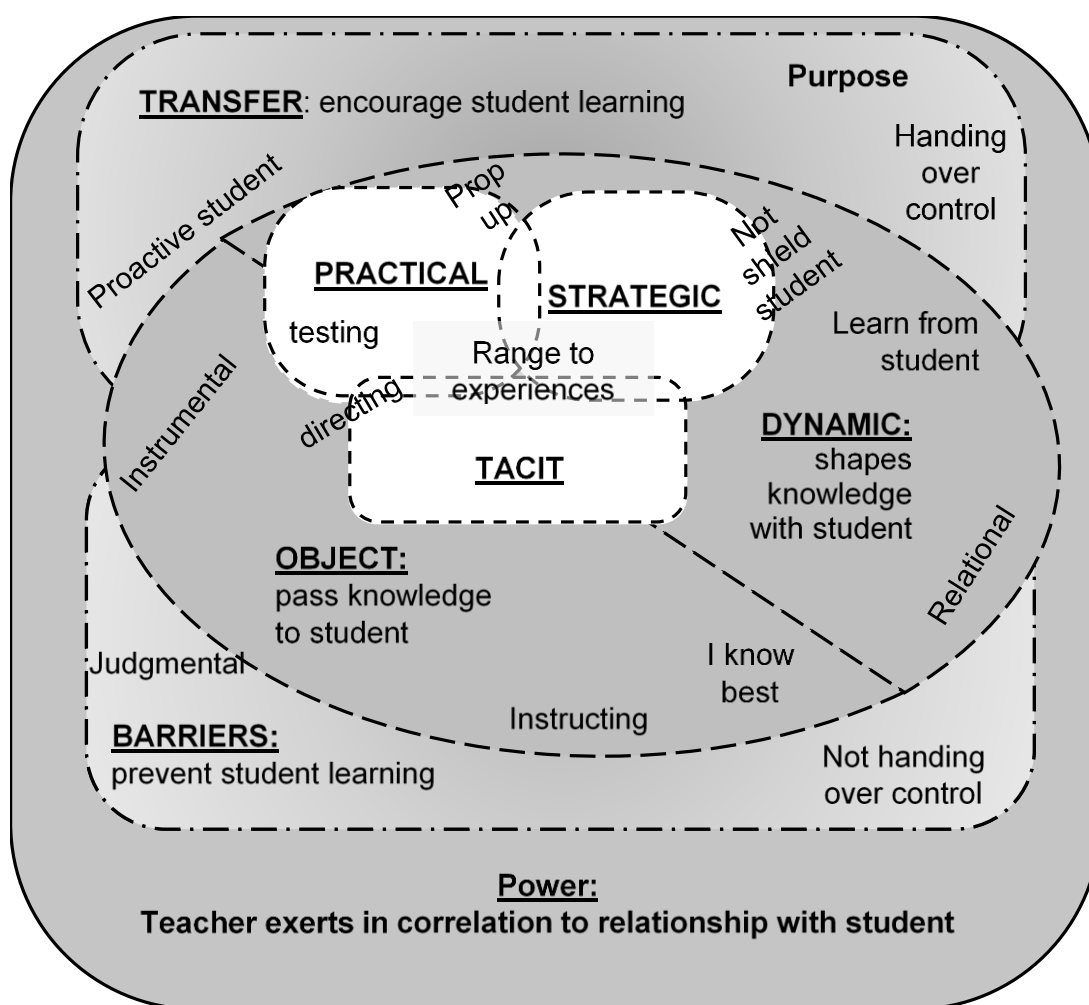 Purpose
TRANSFER: encourage student learning
Handing
over
control
Proactive student
Prop
up
Not
shield
student
PRACTICAL
STRATEGIC
testing
Range to
experiences
directing
TACIT
Learn from
student
Instrumental
DYNAMIC:
shapes
knowledge
with student
Relational
OBJECT:
pass knowledge
to student
I know
best
Judgmental
Instructing
BARRIERS:
prevent student learning
Not handing
over control
Power:
Teacher exerts in correlation to relationship with student